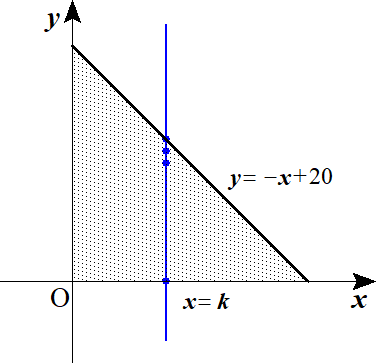 y
y= −x+20
O
x= k
x